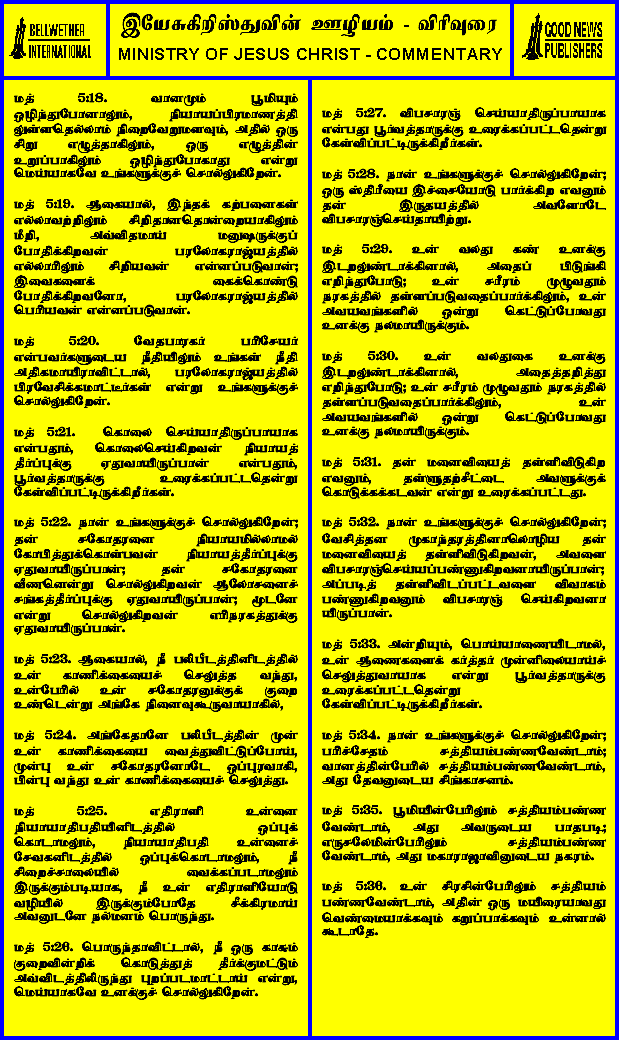 BELLWETHER
INTERNATIONAL
இயேசுகிறிஸ்துவின் ஊழியம் - விரிவுரை
MINISTRY OF JESUS CHRIST - COMMENTARY
GOOD NEWS
PUBLISHERS
மத் 5:18. வானமும் பூமியும்
ஒழிந்துபோனாலும், நியாயப்பிரமாணத்தி
லுள்ளதெல்லாம் நிறைவேறுமளவும், அதில் ஒரு
சிறு எழுத்தாகிலும், ஒரு எழுத்தின்
உறுப்பாகிலும் ஒழிந்துபோகாது என்று
மெய்யாகவே உங்களுக்குச் சொல்லுகிறேன்.
மத் 5:19. ஆகையால், இந்தக் கற்பனைகள்
எல்லாவற்றிலும் சிறிதானதொன்றையாகிலும்
மீறி, அவ்விதமாய் மனுஷருக்குப்
போதிக்கிறவன் பரலோகராஜ்யத்தில்
எல்லாரிலும் சிறியவன் என்னப்படுவான்;
இவைகளைக் கைக்கொண்டு
போதிக்கிறவனோ, பரலோகராஜ்யத்தில்
பெரியவன் என்னப்படுவான்.
மத் 5:20. வேதபாரகர் பரிசேயர்
என்பவர்களுடைய நீதியிலும் உங்கள் நீதி
அதிகமாயிராவிட்டால், பரலோகராஜ்யத்தில்
பிரவேசிக்கமாட்டீர்கள் என்று உங்களுக்குச்
சொல்லுகிறேன்.
மத் 5:21. கொலை செய்யாதிருப்பாயாக
என்பதும், கொலைசெய்கிறவன் நியாயத்
தீர்ப்புக்கு ஏதுவாயிருப்பான் என்பதும்,
பூர்வத்தாருக்கு உரைக்கப்பட்டதென்று
கேள்விப்பட்டிருக்கிறீர்கள்.
மத் 5:22. நான் உங்களுக்குச் சொல்லுகிறேன்;
தன் சகோதரனை நியாயமில்லாமல்
கோபித்துக்கொள்பவன் நியாயத்தீர்ப்புக்கு
ஏதுவாயிருப்பான்; தன் சகோதரனை
வீணனென்று சொல்லுகிறவன் ஆலோசனைச்
சங்கத்தீர்ப்புக்கு ஏதுவாயிருப்பான்; மூடனே
என்று சொல்லுகிறவன் எரிநரகத்துக்கு
ஏதுவாயிருப்பான்.
மத் 5:23. ஆகையால், நீ பலிபீடத்தினிடத்தில்
உன் காணிக்கையைச் செலுத்த வந்து,
உன்பேரில் உன் சகோதரனுக்குக் குறை
உண்டென்று அங்கே நினைவுகூருவாயாகில்,
மத் 5:24. அங்கேதானே பலிபீடத்தின் முன்
உன் காணிக்கையை வைத்துவிட்டுப்போய்,
முன்பு உன் சகோதரனோடே ஒப்புரவாகி,
பின்பு வந்து உன் காணிக்கையைச் செலுத்து.
மத் 5:25. எதிராளி உன்னை
நியாயாதிபதியினிடத்தில் ஒப்புக்
கொடாமலும், நியாயாதிபதி உன்னைச்
சேவகனிடத்தில் ஒப்புக்கொடாமலும், நீ
சிறைச்சாலையில் வைக்கப்படாமலும்
இருக்கும்படியாக, நீ உன் எதிராளியோடு
வழியில் இருக்கும்போதே சீக்கிரமாய்
அவனுடனே நல்மனம் பொருந்து.
மத் 5:26. பொருந்தாவிட்டால், நீ ஒரு காசும்
குறைவின்றிக் கொடுத்துத் தீர்க்குமட்டும்
அவ்விடத்திலிருந்து புறப்படமாட்டாய் என்று,
மெய்யாகவே உனக்குச் சொல்லுகிறேன்.
மத் 5:27. விபசாரஞ் செய்யாதிருப்பாயாக
என்பது பூர்வத்தாருக்கு உரைக்கப்பட்டதென்று
கேள்விப்பட்டிருக்கிறீர்கள்.
மத் 5:28. நான் உங்களுக்குச் சொல்லுகிறேன்;
ஒரு ஸ்திரீயை இச்சையோடு பார்க்கிற எவனும்
தன் இருதயத்தில் அவளோடே
விபசாரஞ்செய்தாயிற்று.
மத் 5:29. உன் வலது கண் உனக்கு
இடறலுண்டாக்கினால், அதைப் பிடுங்கி
எறிந்துபோடு; உன் சரீரம் முழுவதும்
நரகத்தில் தள்ளப்படுவதைப்பார்க்கிலும், உன்
அவயவங்களில் ஒன்று கெட்டுப்போவது
உனக்கு நலமாயிருக்கும்.
மத் 5:30. உன் வலதுகை உனக்கு
இடறலுண்டாக்கினால், அதைத்தறித்து
எறிந்துபோடு; உன் சரீரம் முழுவதும் நரகத்தில்
தள்ளப்படுவதைப்பார்க்கிலும், உன்
அவயவங்களில் ஒன்று கெட்டுப்போவது
உனக்கு நலமாயிருக்கும்.
மத் 5:31. தன் மனைவியைத் தள்ளிவிடுகிற
எவனும், தள்ளுதற்சீட்டை அவளுக்குக்
கொடுக்கக்கடவன் என்று உரைக்கப்பட்டது.
மத் 5:32. நான் உங்களுக்குச் சொல்லுகிறேன்;
வேசித்தன முகாந்தரத்தினாலொழிய தன்
மனைவியைத் தள்ளிவிடுகிறவன், அவளை
விபசாரஞ்செய்யப்பண்ணுகிறவனாயிருப்பான்;
அப்படித் தள்ளிவிடப்பட்டவளை விவாகம்
பண்ணுகிறவனும் விபசாரஞ் செய்கிறவனா
யிருப்பான்.
மத் 5:33. அன்றியும், பொய்யாணையிடாமல்,
உன் ஆணைகளைக் கர்த்தர் முன்னிலையாய்ச்
செலுத்துவாயாக என்று பூர்வத்தாருக்கு
உரைக்கப்பட்டதென்று
கேள்விப்பட்டிருக்கிறீர்கள்.
மத் 5:34. நான் உங்களுக்குச் சொல்லுகிறேன்;
பரிச்சேதம் சத்தியம்பண்ணவேண்டாம்;
வானத்தின்பேரில் சத்தியம்பண்ணவேண்டாம்,
அது தேவனுடைய சிங்காசனம்.
மத் 5:35. பூமியின்பேரிலும் சத்தியம்பண்ண
வேண்டாம், அது அவருடைய பாதபடி;
எருசலேமின்பேரிலும் சத்தியம்பண்ண
வேண்டாம், அது மகாராஜாவினுடைய நகரம்.
மத் 5:36. உன் சிரசின்பேரிலும் சத்தியம்
பண்ணவேண்டாம், அதின் ஒரு மயிரையாவது
வெண்மையாக்கவும் கறுப்பாக்கவும் உன்னால்
கூடாதே.